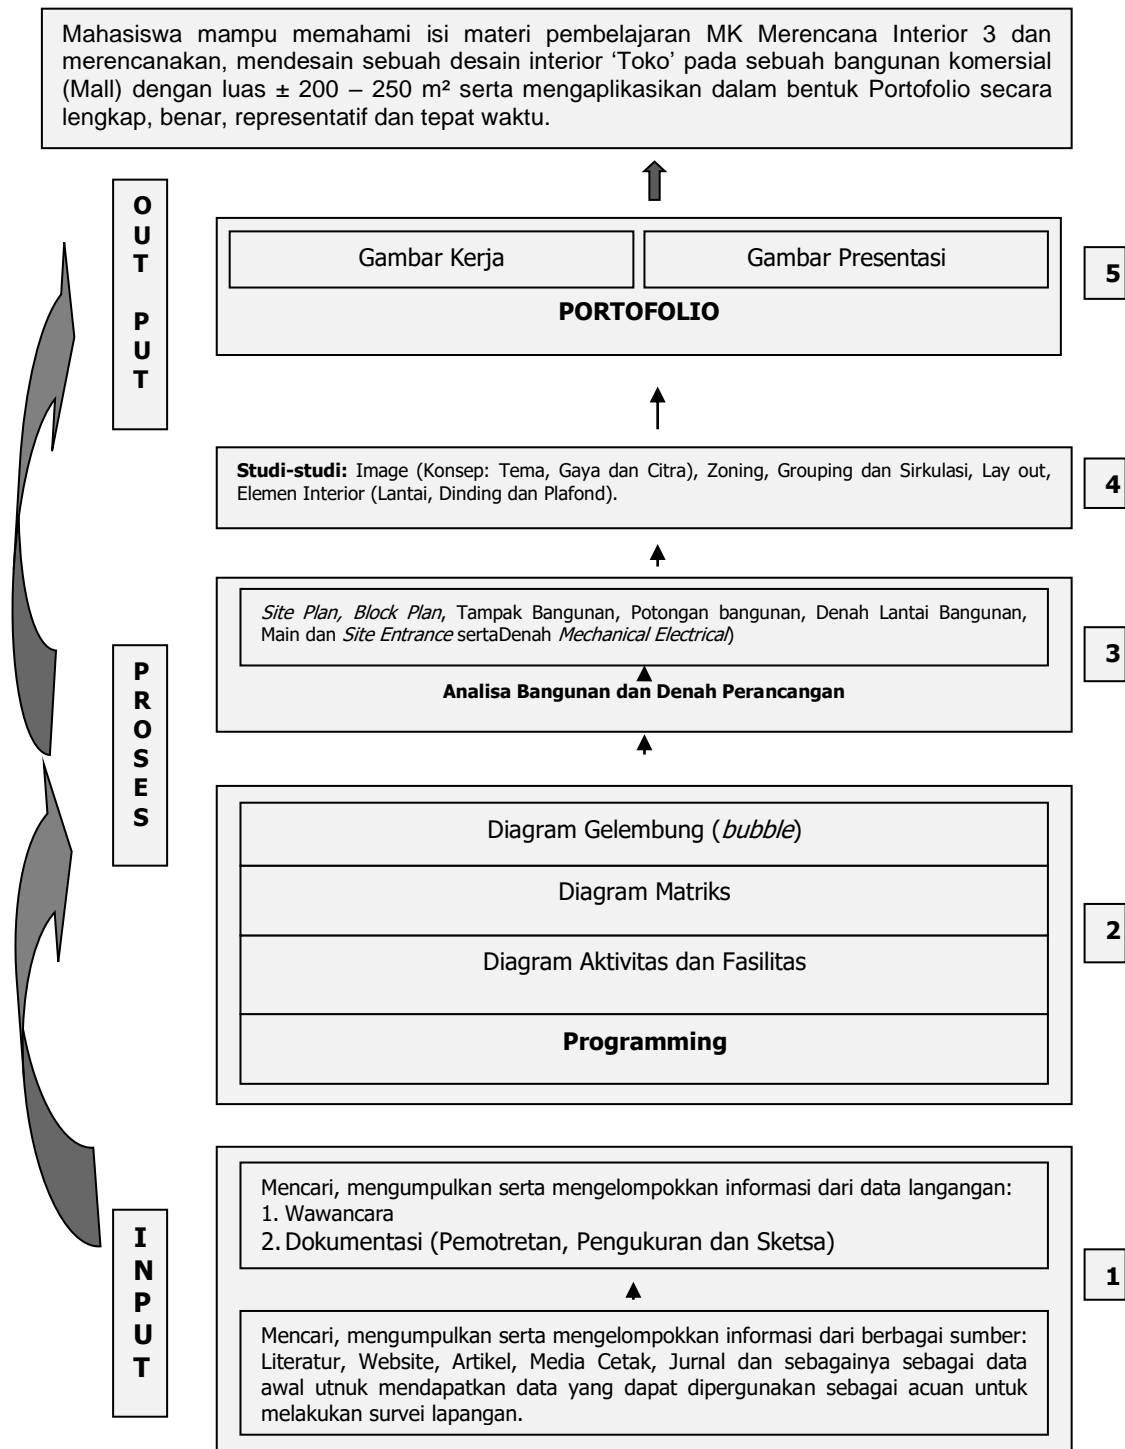 Mahasiswa mampu memahami isi materi pembelajaran MK Merencana Interior 3 dan
merencanakan, mendesain sebuah desain interior ‘Toko’ pada sebuah bangunan komersial
(Mall) dengan luas ± 200 – 250 m² serta mengaplikasikan dalam bentuk Portofolio secara
lengkap, benar, representatif dan tepat waktu.
O
U
T
P
U
T
Gambar Kerja
Gambar Presentasi
PORTOFOLIO
5
Studi-studi: Image (Konsep: Tema, Gaya dan Citra), Zoning, Grouping dan Sirkulasi, Lay out,
Elemen Interior (Lantai, Dinding dan Plafond).
4
P
R
O
S
E
S
Site Plan, Block Plan, Tampak Bangunan, Potongan bangunan, Denah Lantai Bangunan,
Main dan Site Entrance sertaDenah Mechanical Electrical)
Analisa Bangunan dan Denah Perancangan
3
Diagram Gelembung (bubble)
Diagram Matriks
Diagram Aktivitas dan Fasilitas
Programming
2
I
N
P
U
T
Mencari, mengumpulkan serta mengelompokkan informasi dari data langangan:
1. Wawancara
2. Dokumentasi (Pemotretan, Pengukuran dan Sketsa)
1
Mencari, mengumpulkan serta mengelompokkan informasi dari berbagai sumber:
Literatur, Website, Artikel, Media Cetak, Jurnal dan sebagainya sebagai data
awal utnuk mendapatkan data yang dapat dipergunakan sebagai acuan untuk
melakukan survei lapangan.